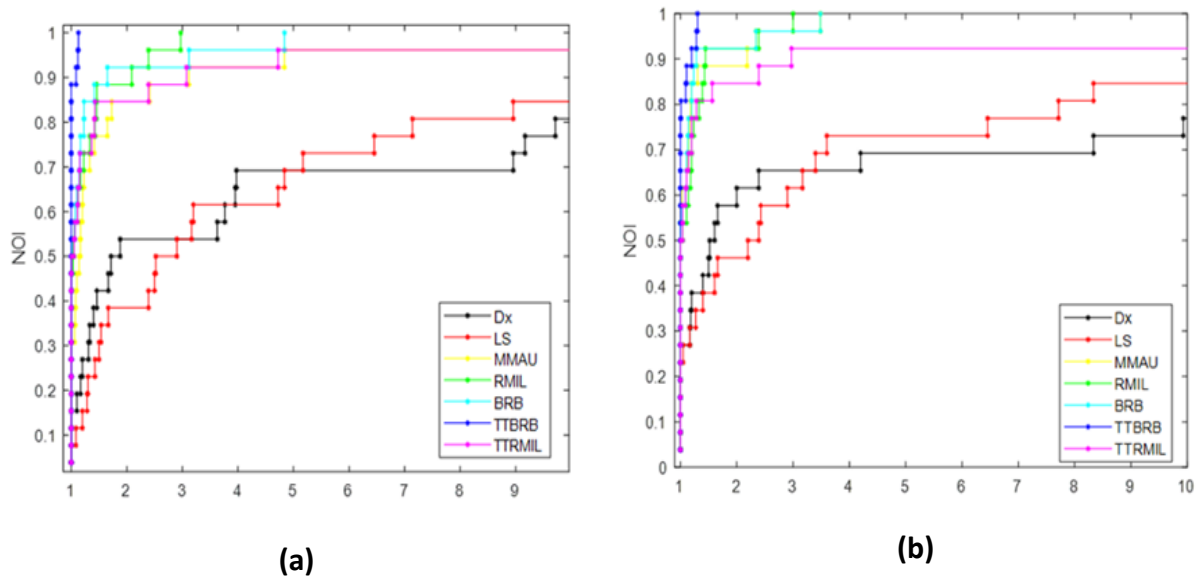 1
0.9
0.8
0.7
0.6
0.5
0.4
0.3
0.2
0.1
NOI
Dx
LS
MMAU
RMIL
BRB
TTBRB
TTRMIL
1 2 3 4 5 6 7 8 9
(a)
1
0.9
0.8
0.7
0.6
0.5
0.4
0.3
0.2
0.1
0
NOI
Dx
LS
MMAU
RMIL
BRB
TTBRB
TTRMIL
1 2 3 4 5 6 7 8 9 10
(b)